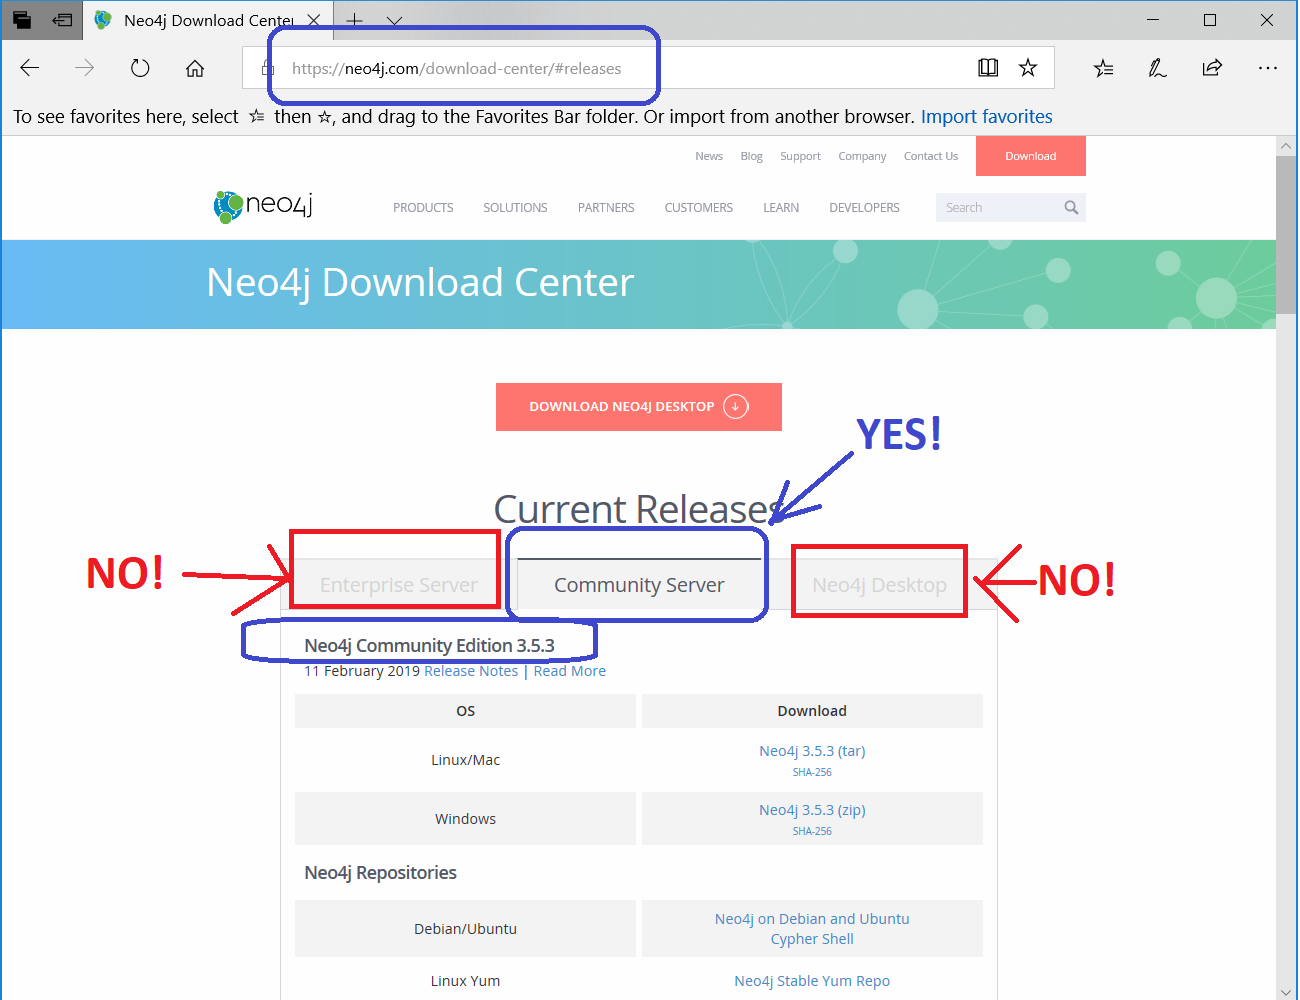 Neo4j Download Center
https://neo4j.com/download-center/#releases
To see favorites here, select then , and drag to the Favorites Bar folder. Or import from another browser. Import favorites
News Blog Support Company Contact Us Download
neo4j PRODUCTS SOLUTIONS PARTNERS CUSTOMERS LEARN DEVELOPERS Search
Neo4j Download Center
DOWNLOAD NEO4J DESKTOP
YES!
Current Releases
NO! Enterprise Server Community Server Neo4j Desktop NO!
Neo4j Community Edition 3.5.3
11 February 2019 Release Notes | Read More
OS Download
Linux/Mac Neo4j 3.5.3 (tar)
SHA-256
Windows Neo4j 3.5.3 (zip)
SHA-256
Neo4j Repositories
Debian/Ubuntu Neo4j on Debian and Ubuntu
Cypher Shell
Linux Yum Neo4j Stable Yum Repo